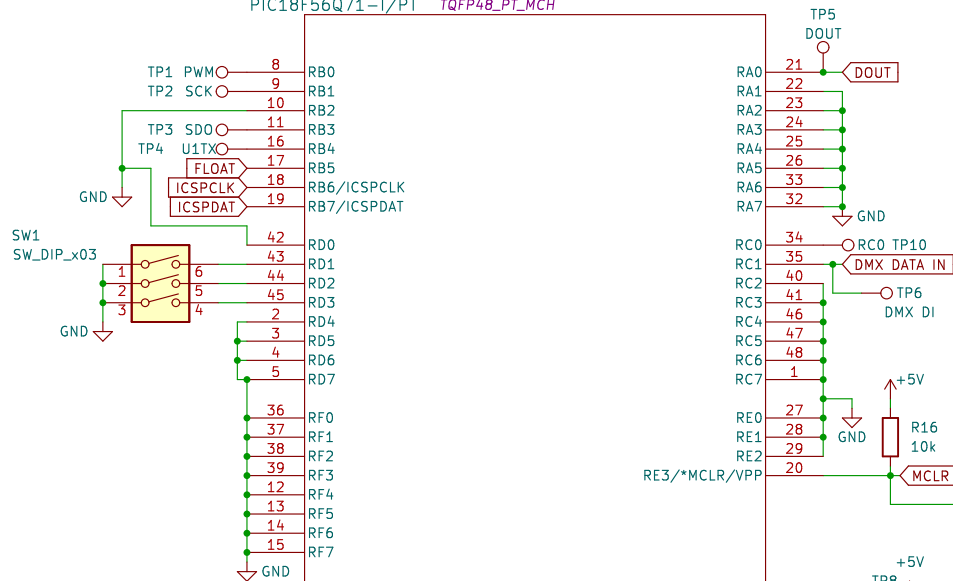 PIC18F56Q71-I/PT TQFP48_PT_MCH
TP5
DOUT
TP1 PWM 8 RB0
TP2 SCK 9 RB1
10 RB2
TP3 SDO 11 RB3
TP4 U1TX 16 RB4
FLOAT 17 RB5
ICSPCLK 18 RB6/ICSPCLK
ICSPDAT 19 RB7/ICSPDAT
GND
RA0 21 DOUT
RA1 22
RA2 23
RA3 24
RA4 25
RA5 26
RA6 33
RA7 32
GND
SW1
SW_DIP_x03
1 6
2 5
3 4
GND
42 RD0
43 RD1
44 RD2
45 RD3
2 RD4
3 RD5
4 RD6
5 RD7
RC0 34 RC0 TP10
RC1 35 DMX DATA IN
RC2 40 TP6
DMX DI
RC3 41
RC4 46
RC5 47
RC6 48
RC7 1
36 RF0
37 RF1
38 RF2
39 RF3
12 RF4
13 RF5
14 RF6
15 RF7
GND
RE0 27
RE1 28
RE2 29
RE3/*MCLR/VPP 20
GND
+5V
R16
10k
MCLR
+5V
TP8